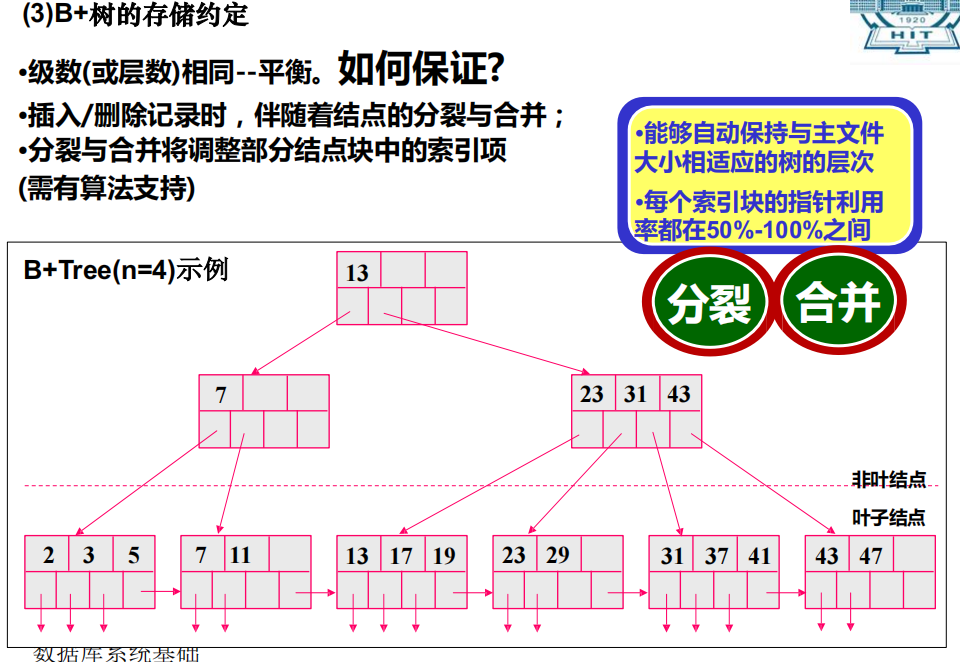 (3)B+树的存储约定
1920
HIT
•级数(或层数)相同--平衡。如何保证?
•插入/删除记录时，伴随着结点的分裂与合并；
•分裂与合并将调整部分结点块中的索引项
(需有算法支持)
•能够自动保持与主文件
大小相适应的树的层次
•每个索引块的指针利用
率都在50%-100%之间
B+Tree(n=4)示例
分裂
合并
13
7
23 31 43
非叶结点
叶子结点
2 3 5
7 11
13 17 19
23 29
31 37 41
43 47
数据库系统基础